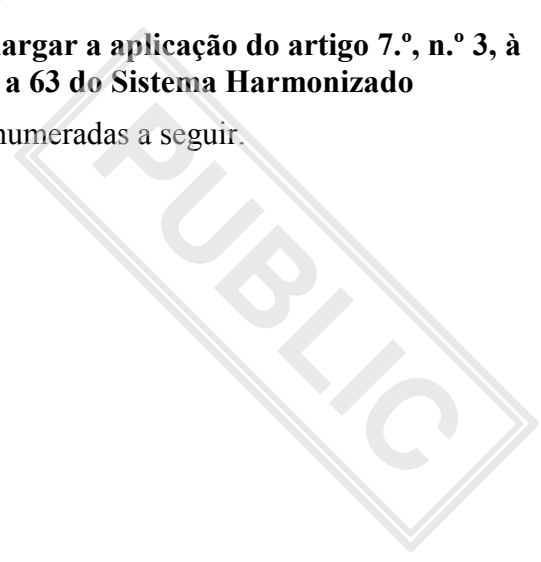 argar a aplicação do artigo 7.º, n.º 3, à
a 63 do Sistema Harmonizado
numeradas a seguir.
PUBLIC